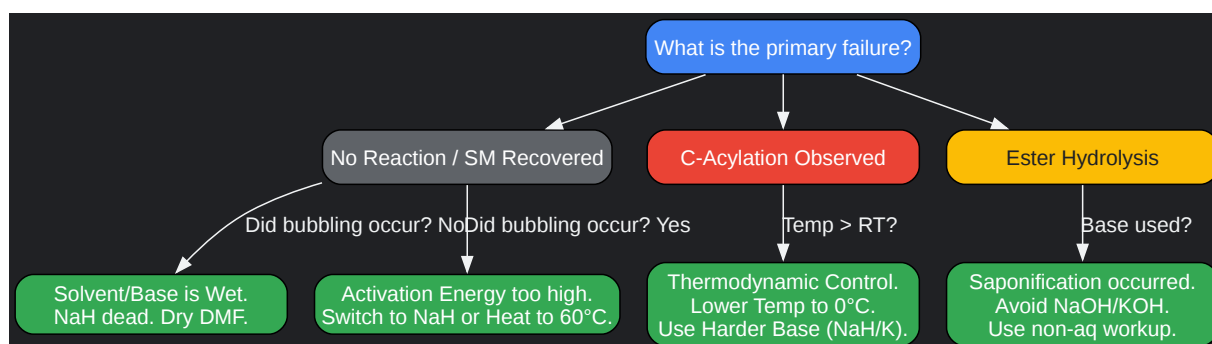 What is the primary failure?
No Reaction / SM Recovered
C-Acylation Observed
Ester Hydrolysis
Did bubbling occur? No
Did bubbling occur? Yes
Temp > RT?
Base used?
Solvent/Base is Wet.
NaH dead. Dry DMF.
Activation Energy too high.
Switch to NaH or Heat to 60°C.
Thermodynamic Control.
Lower Temp to 0°C.
Use Harder Base (NaH/K).
Saponification occurred.
Avoid NaOH/KOH.
Use non-aq workup.